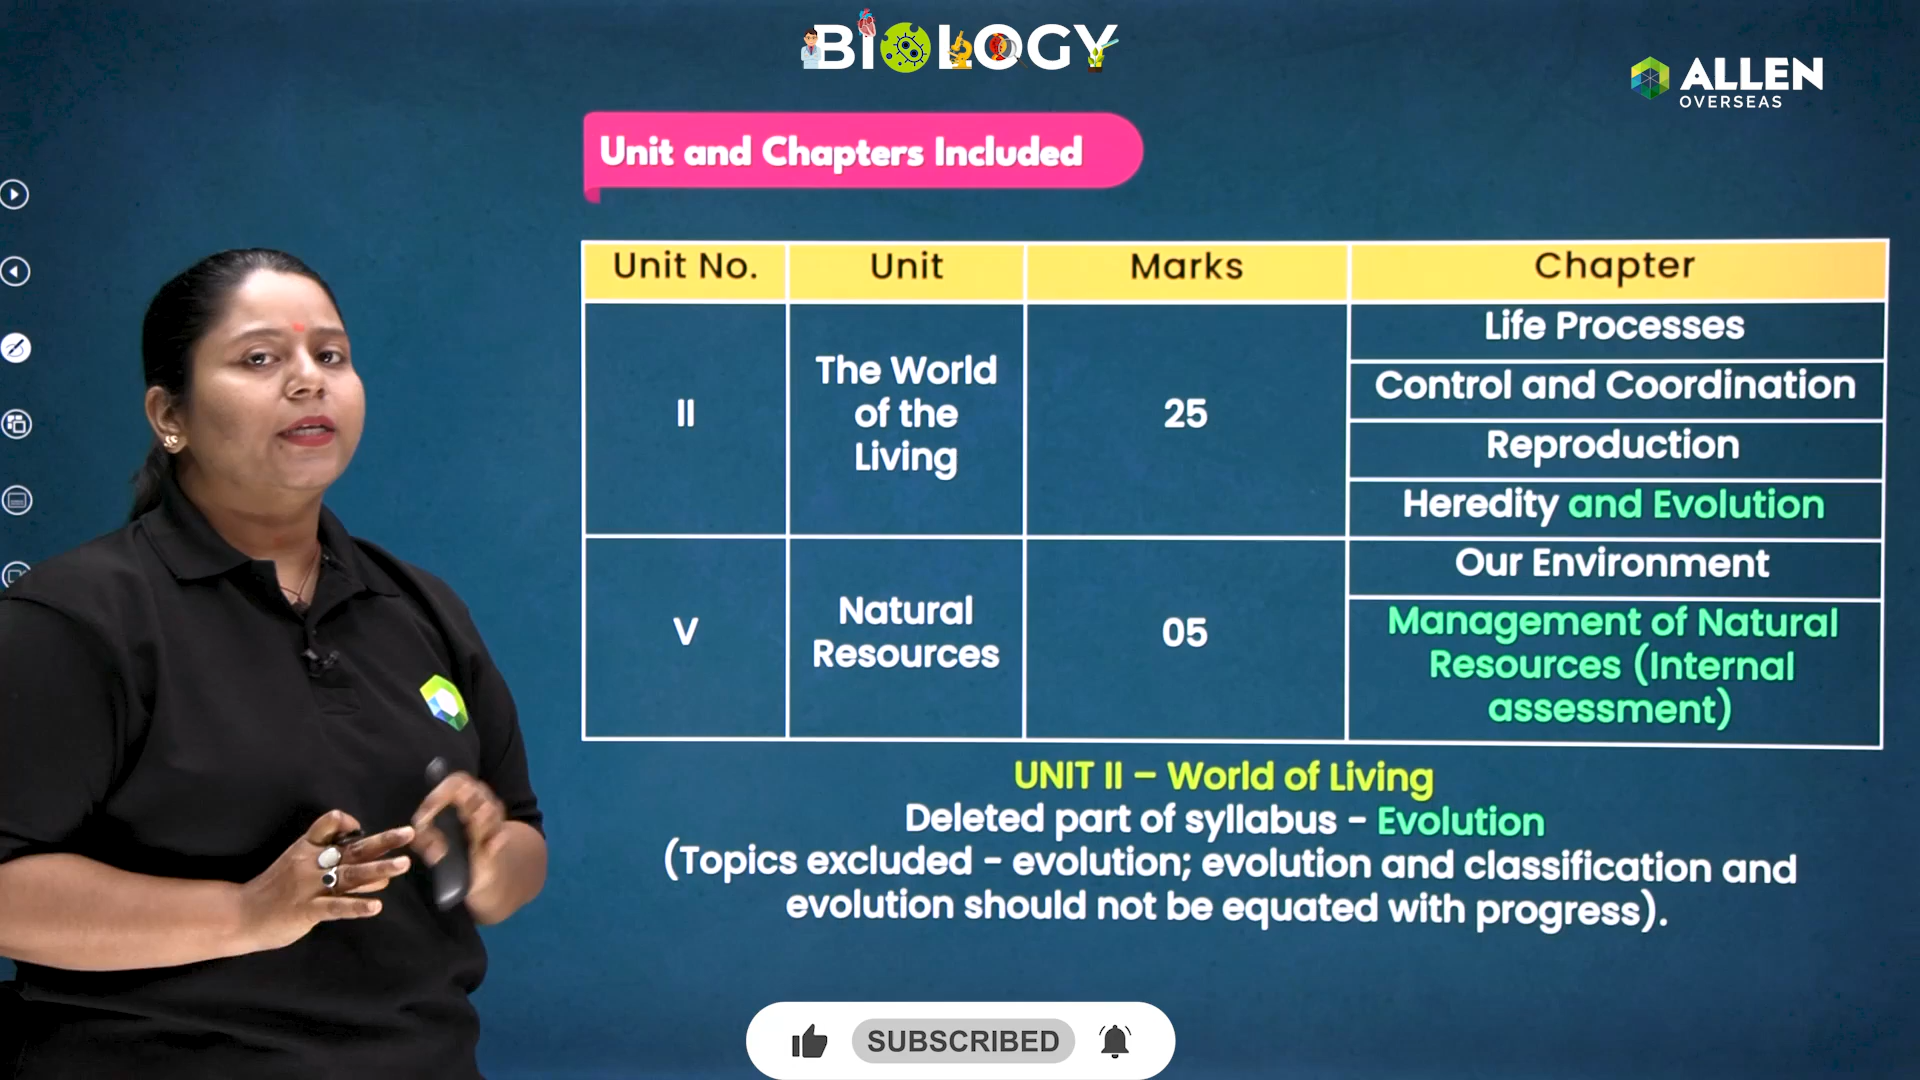 BIOLOGY
ALLEN
OVERSEAS
Unit and Chapters Included
Unit No.
Unit
Marks
Chapter
II
The World
of the
Living
25
Life Processes
Control and Coordination
Reproduction
Heredity and Evolution
V
Natural
Resources
05
Our Environment
Management of Natural
Resources (Internal
assessment)
UNIT II – World of Living
Deleted part of syllabus - Evolution
(Topics excluded - evolution; evolution and classification and
evolution should not be equated with progress).
SUBSCRIBED